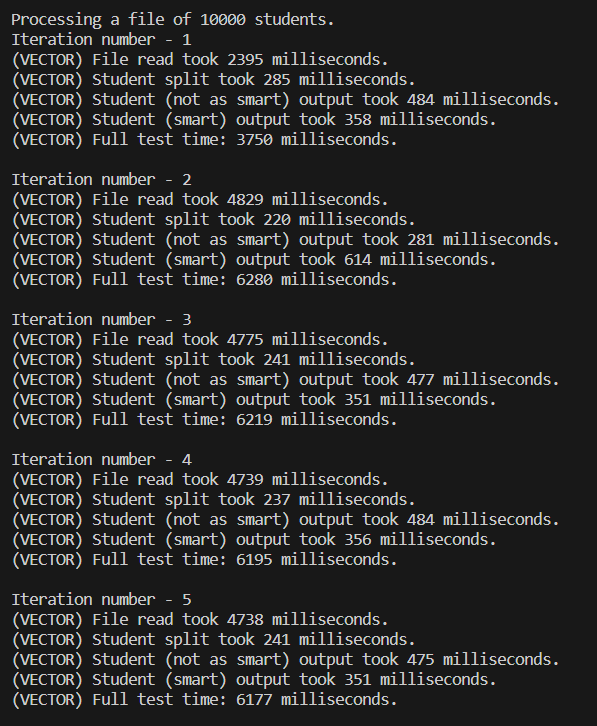 Processing a file of 10000 students.
Iteration number - 1
(VECTOR) File read took 2395 milliseconds.
(VECTOR) Student split took 285 milliseconds.
(VECTOR) Student (not as smart) output took 484 milliseconds.
(VECTOR) Student (smart) output took 358 milliseconds.
(VECTOR) Full test time: 3750 milliseconds.

Iteration number - 2
(VECTOR) File read took 4829 milliseconds.
(VECTOR) Student split took 220 milliseconds.
(VECTOR) Student (not as smart) output took 281 milliseconds.
(VECTOR) Student (smart) output took 614 milliseconds.
(VECTOR) Full test time: 6280 milliseconds.

Iteration number - 3
(VECTOR) File read took 4775 milliseconds.
(VECTOR) Student split took 241 milliseconds.
(VECTOR) Student (not as smart) output took 477 milliseconds.
(VECTOR) Student (smart) output took 351 milliseconds.
(VECTOR) Full test time: 6219 milliseconds.

Iteration number - 4
(VECTOR) File read took 4739 milliseconds.
(VECTOR) Student split took 237 milliseconds.
(VECTOR) Student (not as smart) output took 484 milliseconds.
(VECTOR) Student (smart) output took 356 milliseconds.
(VECTOR) Full test time: 6195 milliseconds.

Iteration number - 5
(VECTOR) File read took 4738 milliseconds.
(VECTOR) Student split took 241 milliseconds.
(VECTOR) Student (not as smart) output took 475 milliseconds.
(VECTOR) Student (smart) output took 351 milliseconds.
(VECTOR) Full test time: 6177 milliseconds.